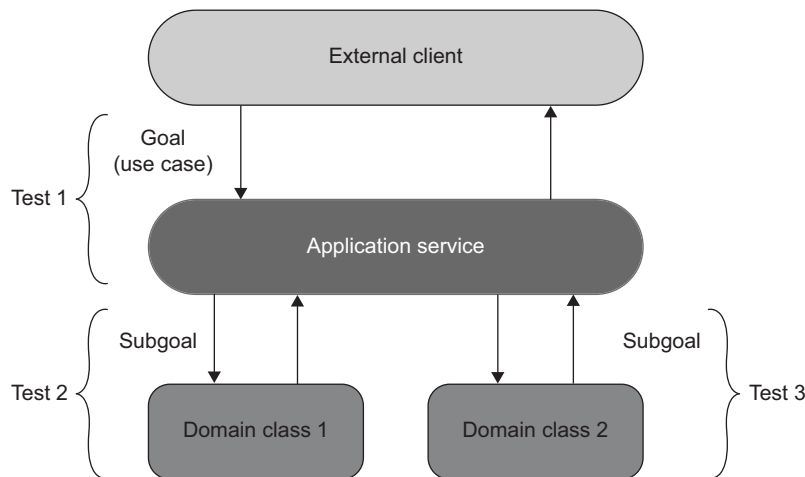 External client
Goal
(use case)
Test 1
Application service
Subgoal
Subgoal
Test 2
Test 3
Domain class 1
Domain class 2